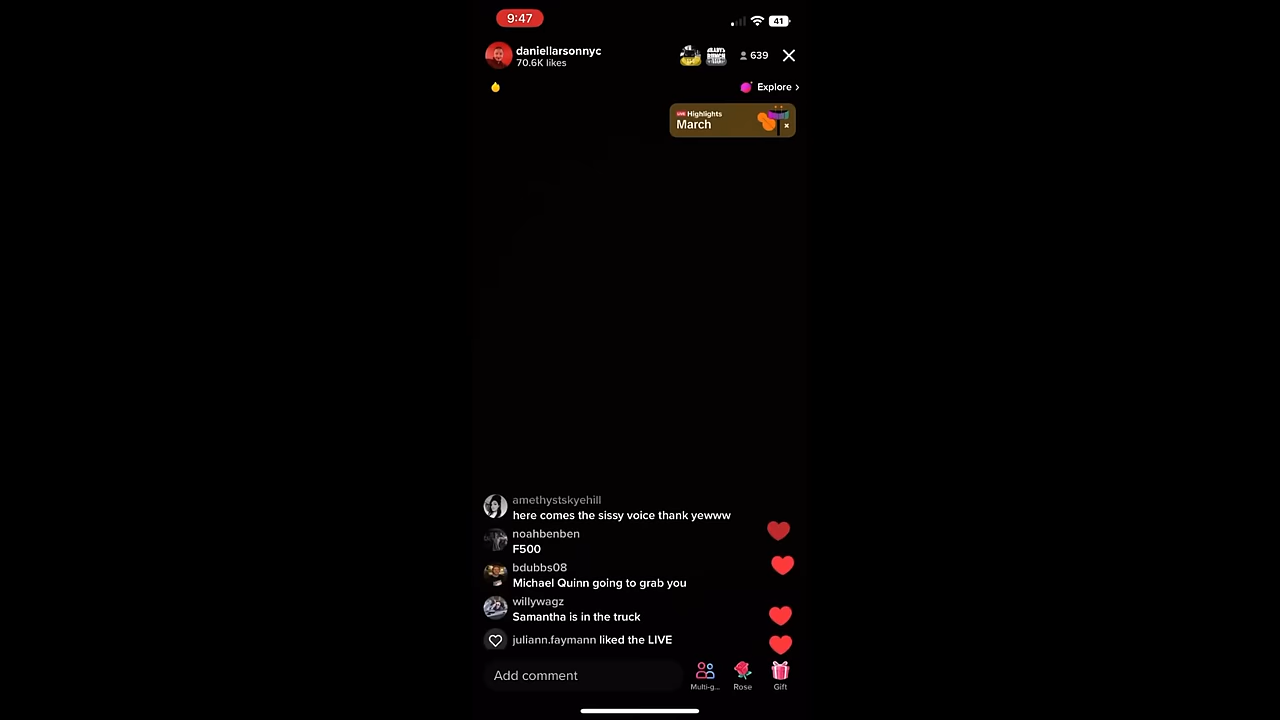 9:47
41
daniellarsonnyc
70.6K likes
639
Explore
LIVE Highlights
March
amethystskyehill
here comes the sissy voice thank yewww
noahbenben
F500
bdubbs08
Michael Quinn going to grab you
willywagz
Samantha is in the truck
juliann.faymann liked the LIVE
Add comment
Multi-g...
Rose
Gift